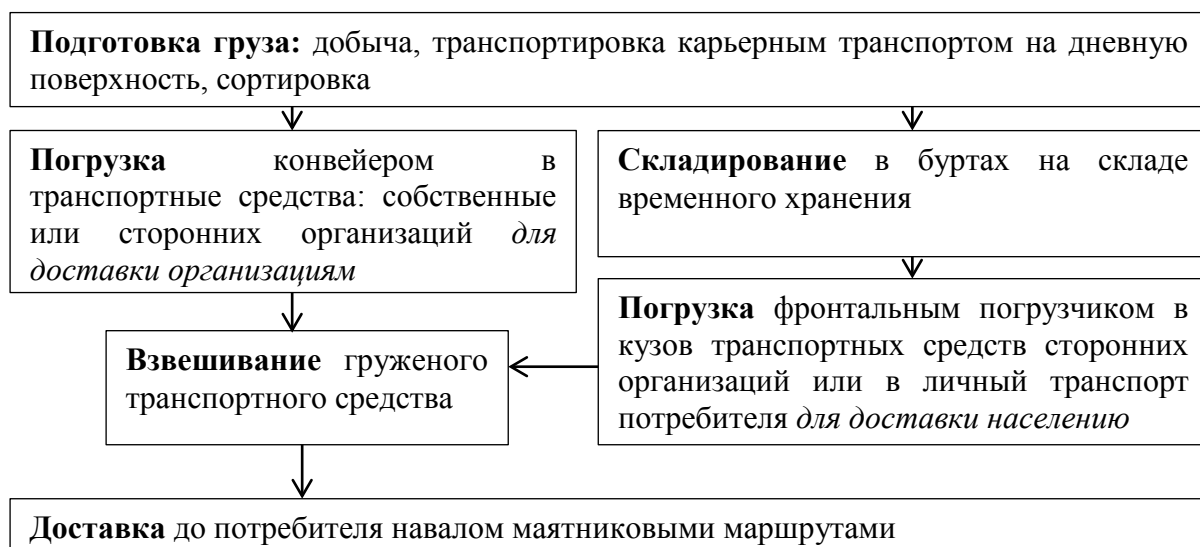 Подготовка груза: добыча, транспортировка карьерным транспортом на дневную
поверхность, сортировка
Погрузка конвейером в
транспортные средства: собственные
или сторонних организаций для
доставки организациям
Складирование в буртах на складе
временного хранения
Погрузка фронтальным погрузчиком в
кузов транспортных средств сторонних
организаций или в личный транспорт
потребителя для доставки населению
Взвешивание груженого
транспортного средства
Доставка до потребителя навалом маятниковыми маршрутами